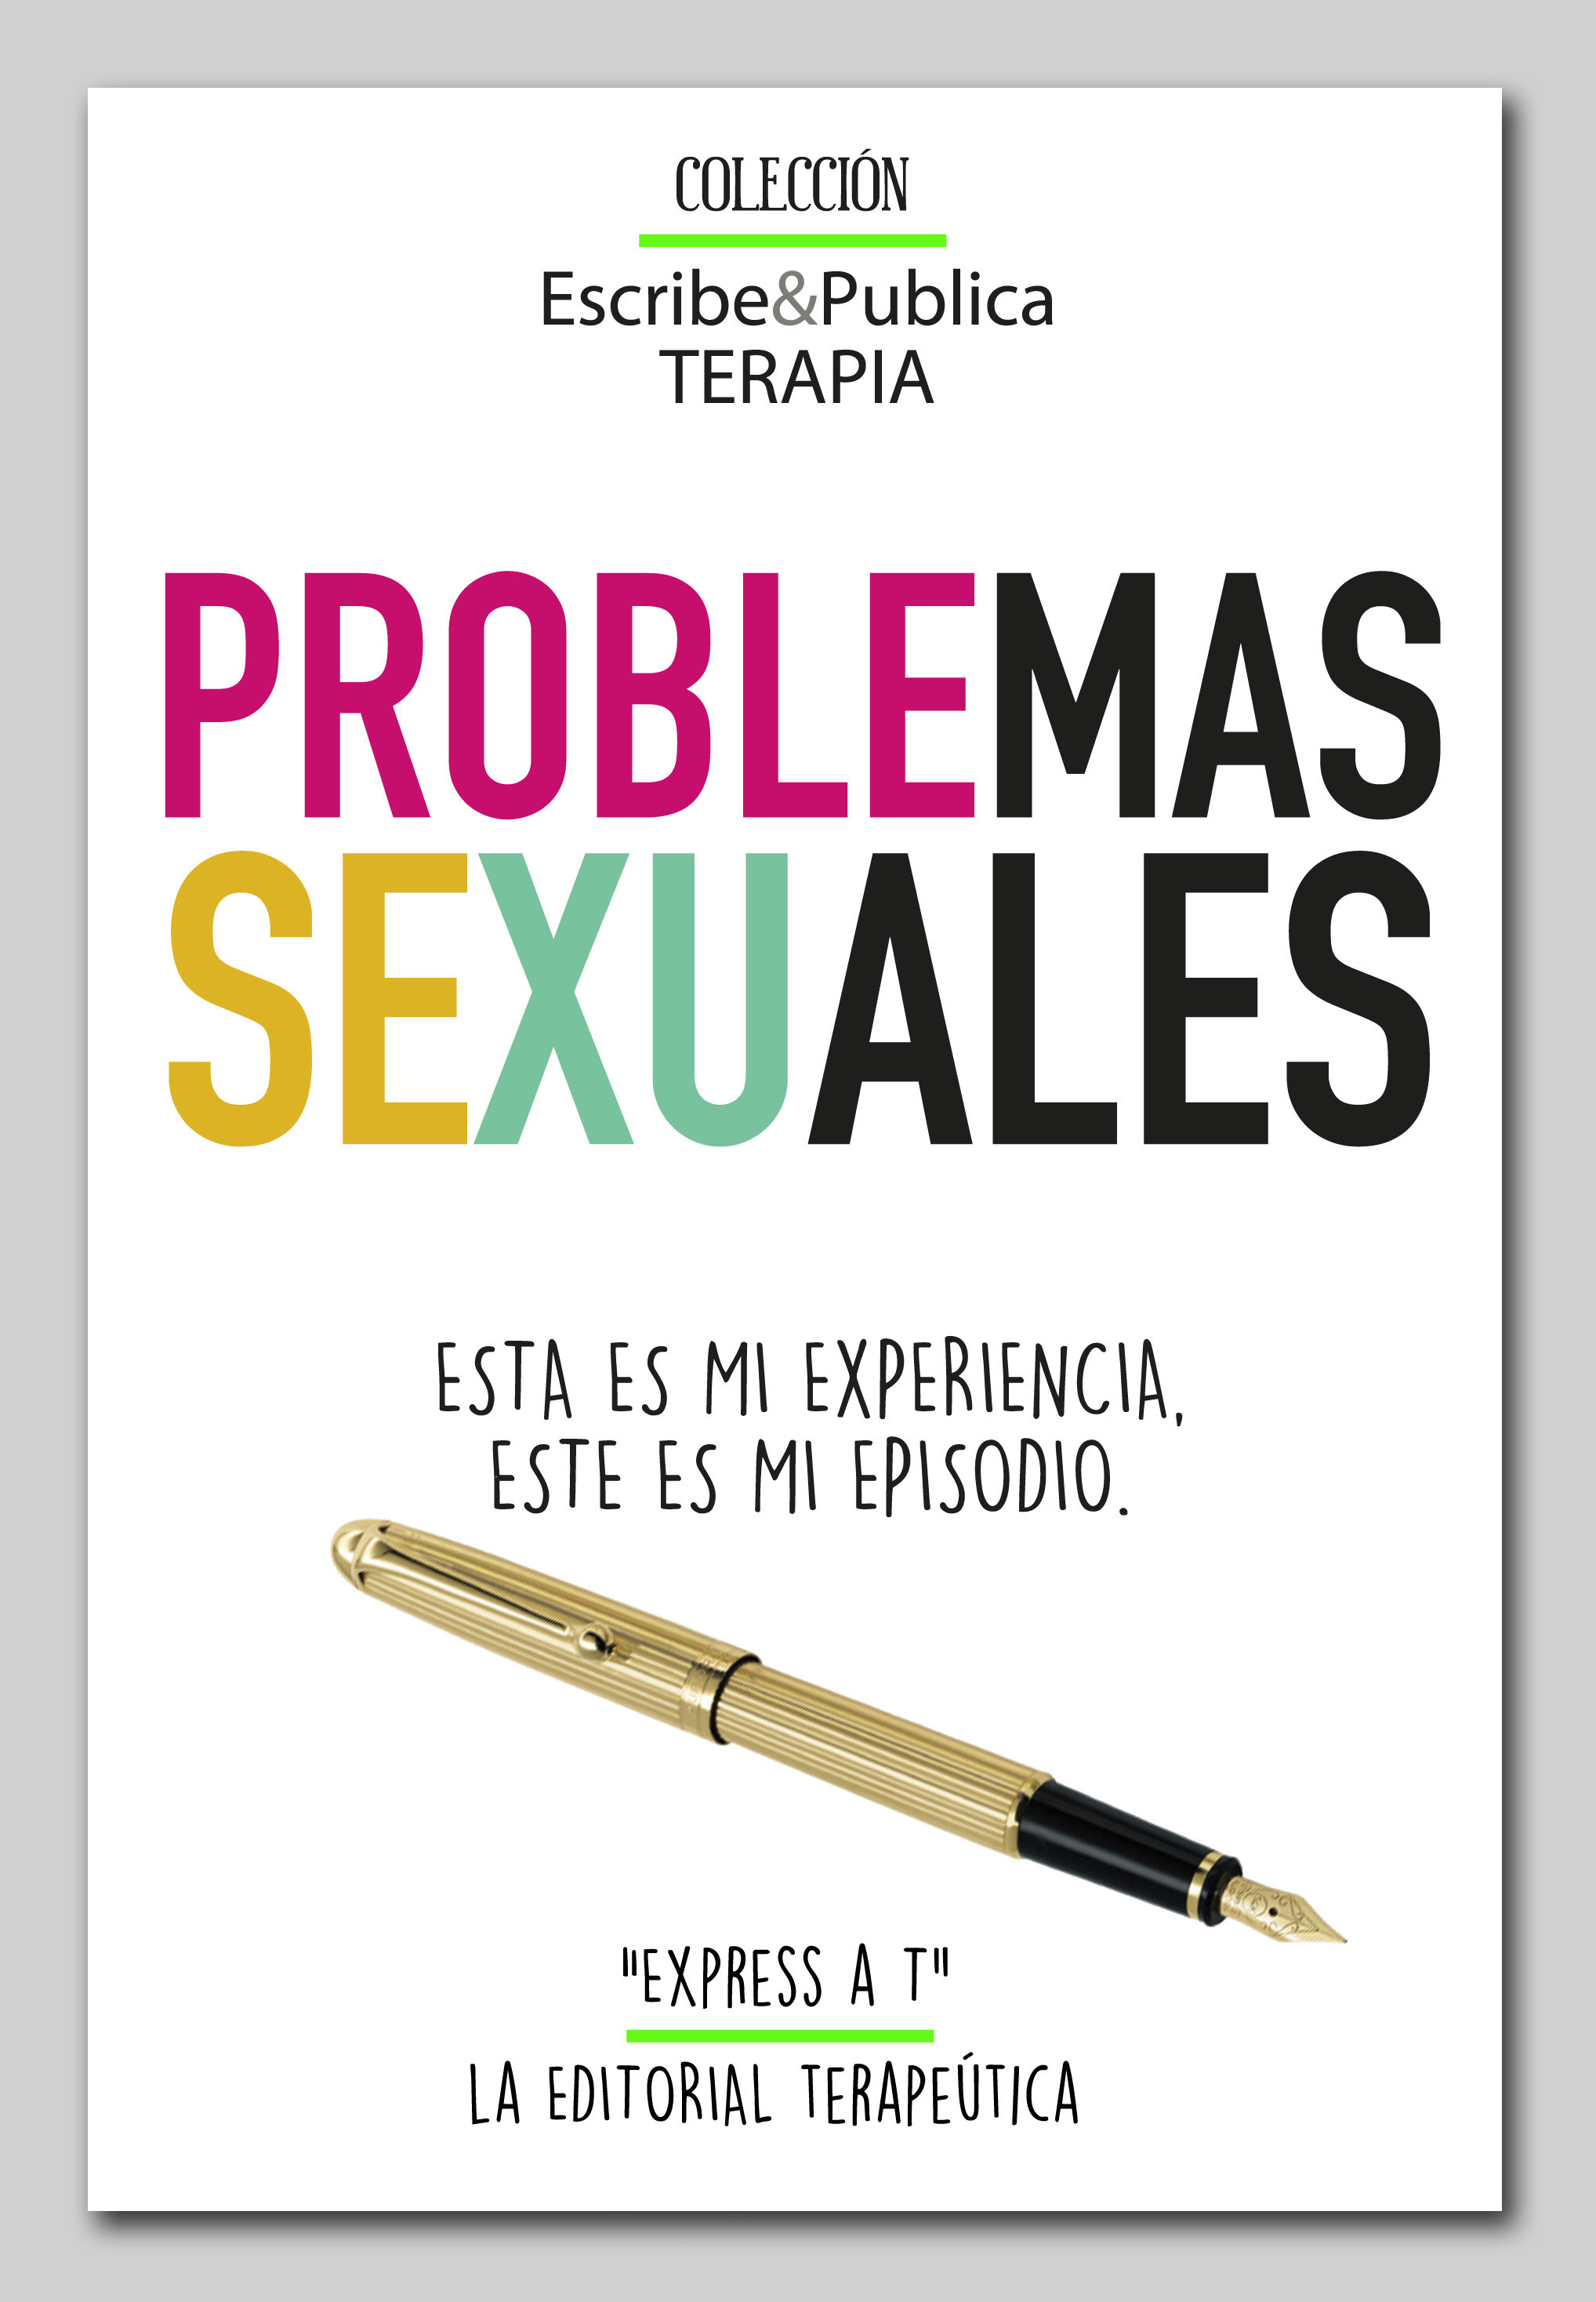 COLECCIÓN
Escribe&Publica
TERAPIA
PROBLEMAS
SEXUALES
ESTA ES MI EXPERIENCIA,
ESTE ES MI EPISODIO.
"EXPRESS A T"
LA EDITORIAL TERAPEÚTICA